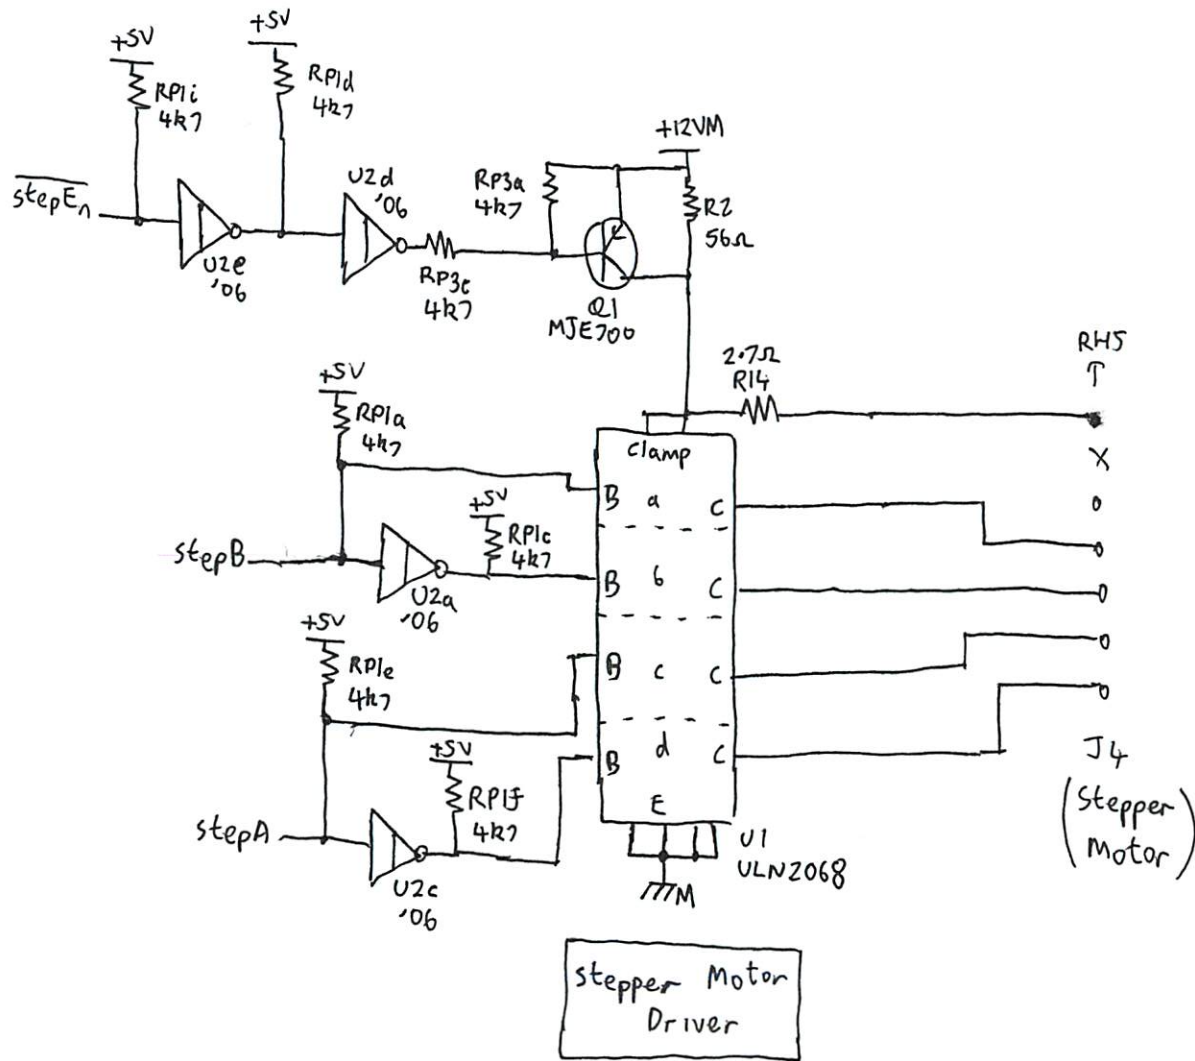 +5V
+5V
RP1i
4k7
RP1d
4k7
+12VM
stepEn
U2e
'06
U2d
'06
RP3c
4k7
RP3a
4k7
R2
56Ω
Q1
MJE700
2.7Ω
R14
RHS
↑
X
+5V
RP1a
4k7
Clamp
B a C
stepB
U2a
'06
+5V
RP1c
4k7
B b C
+5V
RP1e
4k7
B c C
stepA
U2c
'06
+5V
RP1f
4k7
B d C
E
U1
ULN2068
M
J4
(Stepper
Motor)
Stepper Motor
Driver